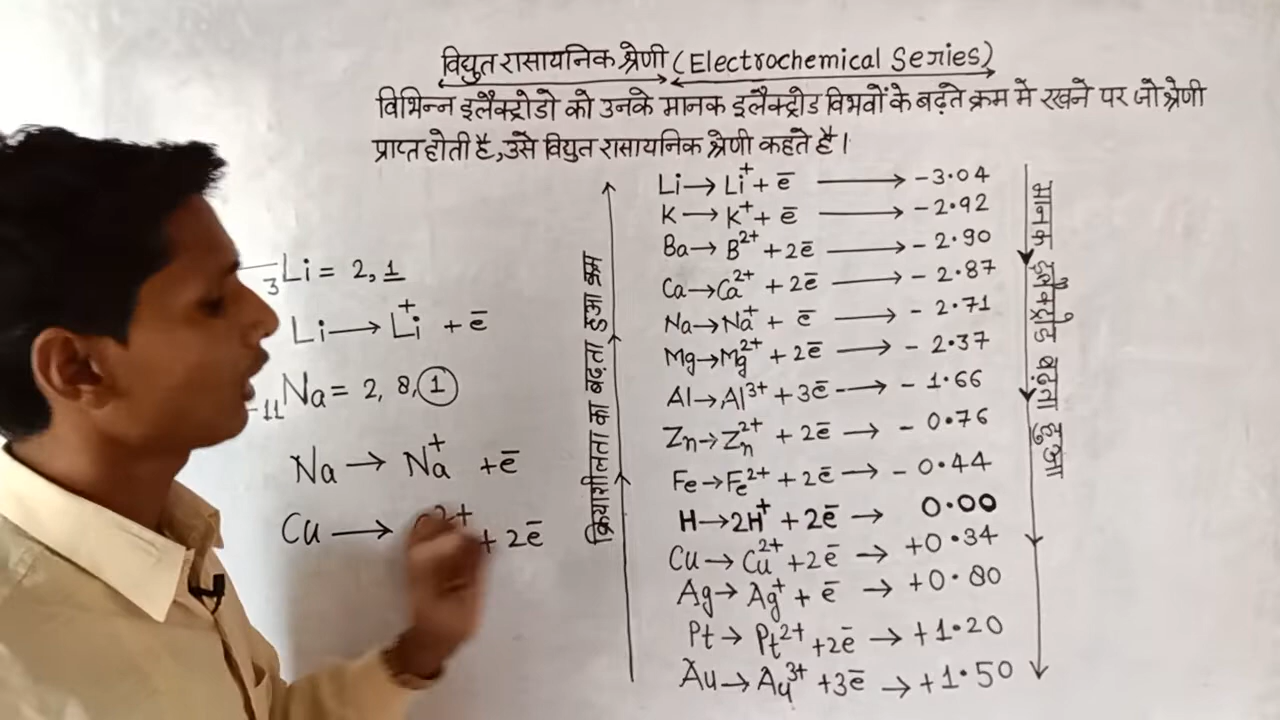 विद्युत रासायनिक श्रेणी (Electrochemical Series)
विभिन्न इलैक्ट्रोडो को उनके मानक इलैक्ट्रोड विभवों के बढ़ते क्रम में रखने पर जो श्रेणी
प्राप्त होती है, उसे विद्युत रासायनिक श्रेणी कहते है।
₃Li = 2, 1
Li → Li⁺ + e̅
₁₁Na = 2, 8, 1
Na → Na⁺ + e̅
Cu → 2+ + 2e̅
क्रियाशीलता का बढ़ता हुआ क्रम
Li → Li⁺ + e̅ → -3.04
K → K⁺ + e̅ → -2.92
Ba → B²⁺ + 2e̅ → -2.90
Ca → Ca²⁺ + 2e̅ → -2.87
Na → Na⁺ + e̅ → -2.71
Mg → Mg²⁺ + 2e̅ → -2.37
Al → Al³⁺ + 3e̅ → -1.66
Zn → Zn²⁺ + 2e̅ → -0.76
Fe → Fe²⁺ + 2e̅ → -0.44
H → 2H⁺ + 2e̅ → 0.00
Cu → Cu²⁺ + 2e̅ → +0.34
Ag → Ag⁺ + e̅ → +0.80
Pt → Pt²⁺ + 2e̅ → +1.20
Au → Au³⁺ + 3e̅ → +1.50
मानक इलैक्ट्रोड बढ़ता हुआ